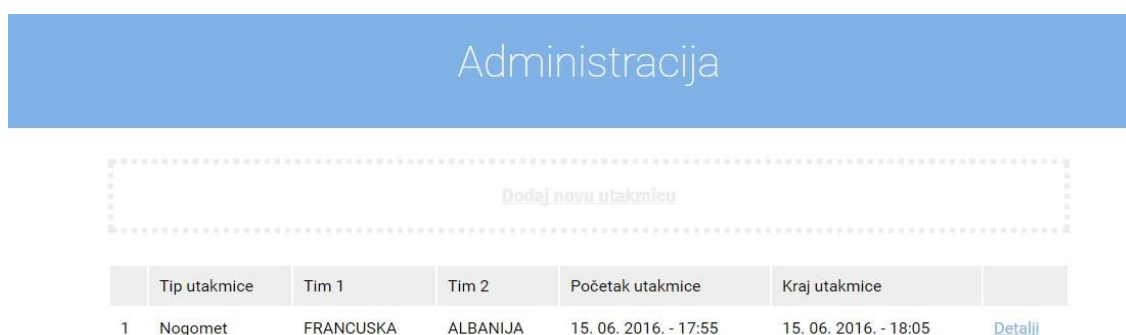 Administracija
Dodaj novu utakmicu
Tip utakmice Tim 1 Tim 2 Početak utakmice Kraj utakmice
1 Nogomet FRANCUSKA ALBANIJA 15. 06. 2016. - 17:55 15. 06. 2016. - 18:05 Detalji